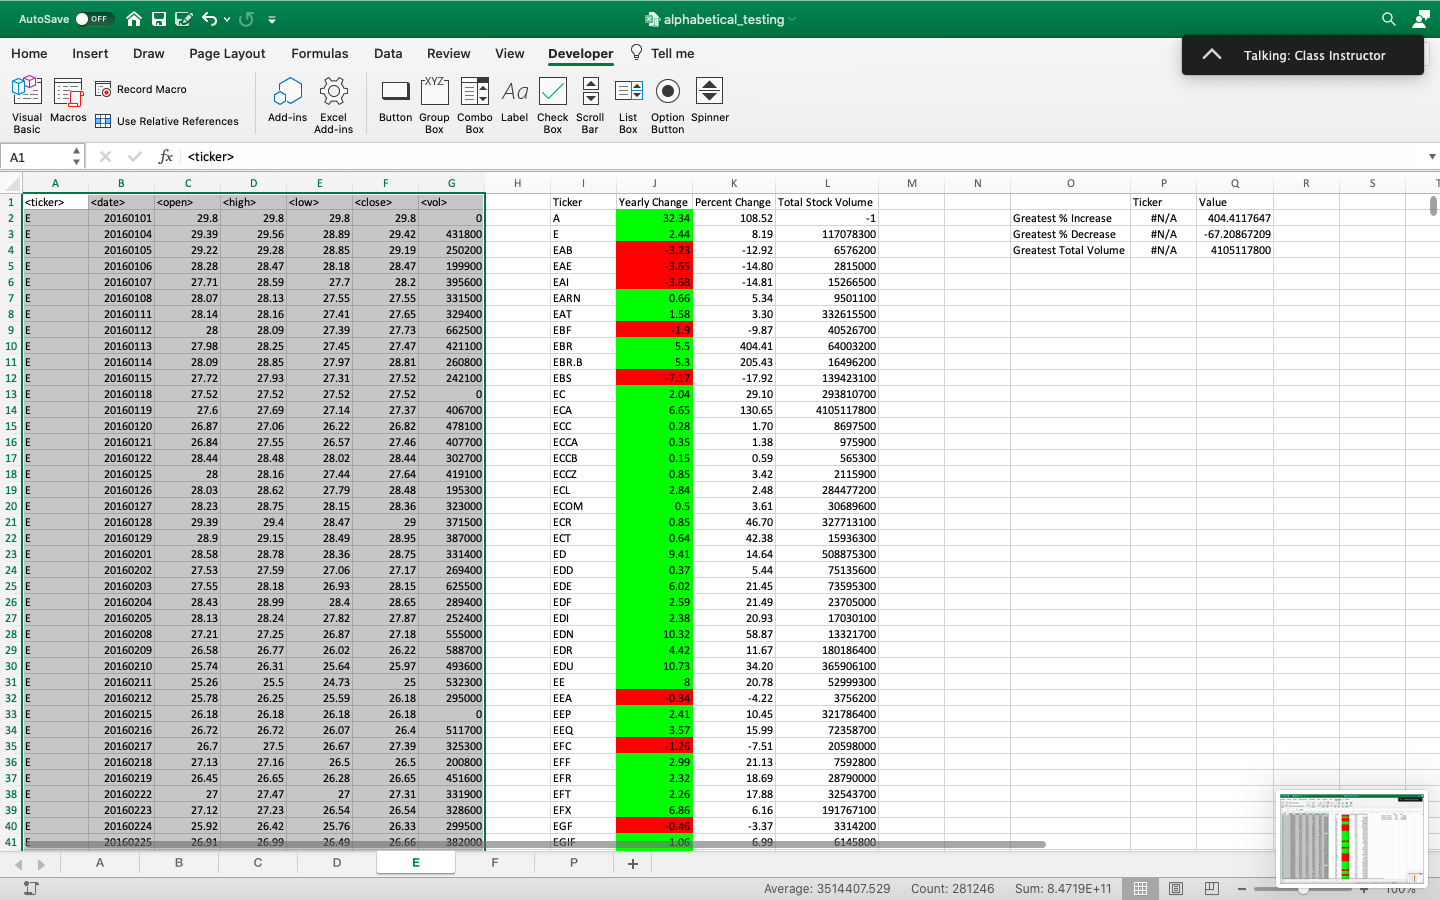 AutoSave OFF alphabetical_testing
Home Insert Draw Page Layout Formulas Data Review View Developer Tell me
Talking: Class Instructor
Visual Basic Macros Record Macro Use Relative References Add-ins Excel Add-ins Button Group Box Combo Box Label Check Box Scroll Bar List Box Option Button Spinner
XYZ Aa
A1 fx <ticker>
A B C D E F G H I J K L M N O P Q R S T
1 <ticker> <date> <open> <high> <low> <close> <vol> Ticker Yearly Change Percent Change Total Stock Volume Ticker Value
2 E 20160101 29.8 29.8 29.8 29.8 0 A 32.34 108.52 -1 Greatest % Increase #N/A 404.4117647
3 E 20160104 29.39 29.56 28.89 29.42 431800 E 2.44 8.19 117078300 Greatest % Decrease #N/A -67.20867209
4 E 20160105 29.22 29.28 28.85 29.19 250200 EAB -3.23 -12.92 6576200 Greatest Total Volume #N/A 4105117800
5 E 20160106 28.28 28.47 28.18 28.47 199900 EAE -3.65 -14.80 2815000
6 E 20160107 27.71 28.59 27.7 28.2 395600 EAI -3.68 -14.81 15266500
7 E 20160108 28.07 28.13 27.55 27.55 331500 EARN 0.66 5.34 9501100
8 E 20160111 28.14 28.16 27.41 27.65 329400 EAT 1.58 3.30 332615500
9 E 20160112 28 28.09 27.39 27.73 662500 EBF -1.9 -9.87 40526700
10 E 20160113 27.98 28.25 27.45 27.47 421100 EBR 5.5 404.41 64003200
11 E 20160114 28.09 28.85 27.97 28.81 260800 EBR.B 5.3 205.43 16496200
12 E 20160115 27.72 27.93 27.31 27.52 242100 EBS -7.17 -17.92 139423100
13 E 20160118 27.52 27.52 27.52 27.52 0 EC 2.04 29.10 293810700
14 E 20160119 27.6 27.69 27.14 27.37 406700 ECA 6.65 130.65 4105117800
15 E 20160120 26.87 27.06 26.22 26.82 478100 ECC 0.28 1.70 8697500
16 E 20160121 26.84 27.55 26.57 27.46 407700 ECCA 0.35 1.38 975900
17 E 20160122 28.44 28.48 28.02 28.44 302700 ECCB 0.15 0.59 565300
18 E 20160125 28 28.16 27.44 27.64 419100 ECCZ 0.85 3.42 2115900
19 E 20160126 28.03 28.62 27.79 28.48 195300 ECL 2.84 2.48 284477200
20 E 20160127 28.23 28.75 28.15 28.36 323000 ECOM 0.5 3.61 30689600
21 E 20160128 29.39 29.4 28.47 29 371500 ECR 0.85 46.70 327713100
22 E 20160129 28.9 29.15 28.49 28.95 387000 ECT 0.64 42.38 15936300
23 E 20160201 28.58 28.78 28.36 28.75 331400 ED 9.41 14.64 508875300
24 E 20160202 27.53 27.59 27.06 27.17 269400 EDD 0.37 5.44 75135600
25 E 20160203 27.55 28.18 26.93 28.15 625500 EDE 6.02 21.45 73595300
26 E 20160204 28.43 28.99 28.4 28.65 289400 EDF 2.59 21.49 23705000
27 E 20160205 28.13 28.24 27.82 27.87 252400 EDI 2.38 20.93 17030100
28 E 20160208 27.21 27.25 26.87 27.18 555000 EDN 10.32 58.87 13321700
29 E 20160209 26.58 26.77 26.02 26.22 588700 EDR 4.42 11.67 180186400
30 E 20160210 25.74 26.31 25.64 25.97 493600 EDU 10.73 34.20 365906100
31 E 20160211 25.26 25.5 24.73 25 532300 EE 8 20.78 52999300
32 E 20160212 25.78 26.25 25.59 26.18 295000 EEA -0.34 -4.22 3756200
33 E 20160215 26.18 26.18 26.18 26.18 0 EEP 2.41 10.45 321786400
34 E 20160216 26.72 26.72 26.07 26.4 511700 EEQ 3.57 15.99 72358700
35 E 20160217 26.7 27.5 26.67 27.39 325300 EFC -1.26 -7.51 20598000
36 E 20160218 27.13 27.16 26.5 26.5 200800 EFF 2.99 21.13 7592800
37 E 20160219 26.45 26.65 26.28 26.65 451600 EFR 2.32 18.69 28790000
38 E 20160222 27 27.47 27 27.31 331900 EFT 2.26 17.88 32543700
39 E 20160223 27.12 27.23 26.54 26.54 328600 EFX 6.86 6.16 191767100
40 E 20160224 25.92 26.42 25.76 26.33 299500 EGF -0.46 -3.37 3314200
41 E 20160225 26.91 26.99 26.49 26.66 382000 EGIF 1.06 6.99 6145800
A B C D E F P +
Average: 3514407.529 Count: 281246 Sum: 8.4719E+11 100%